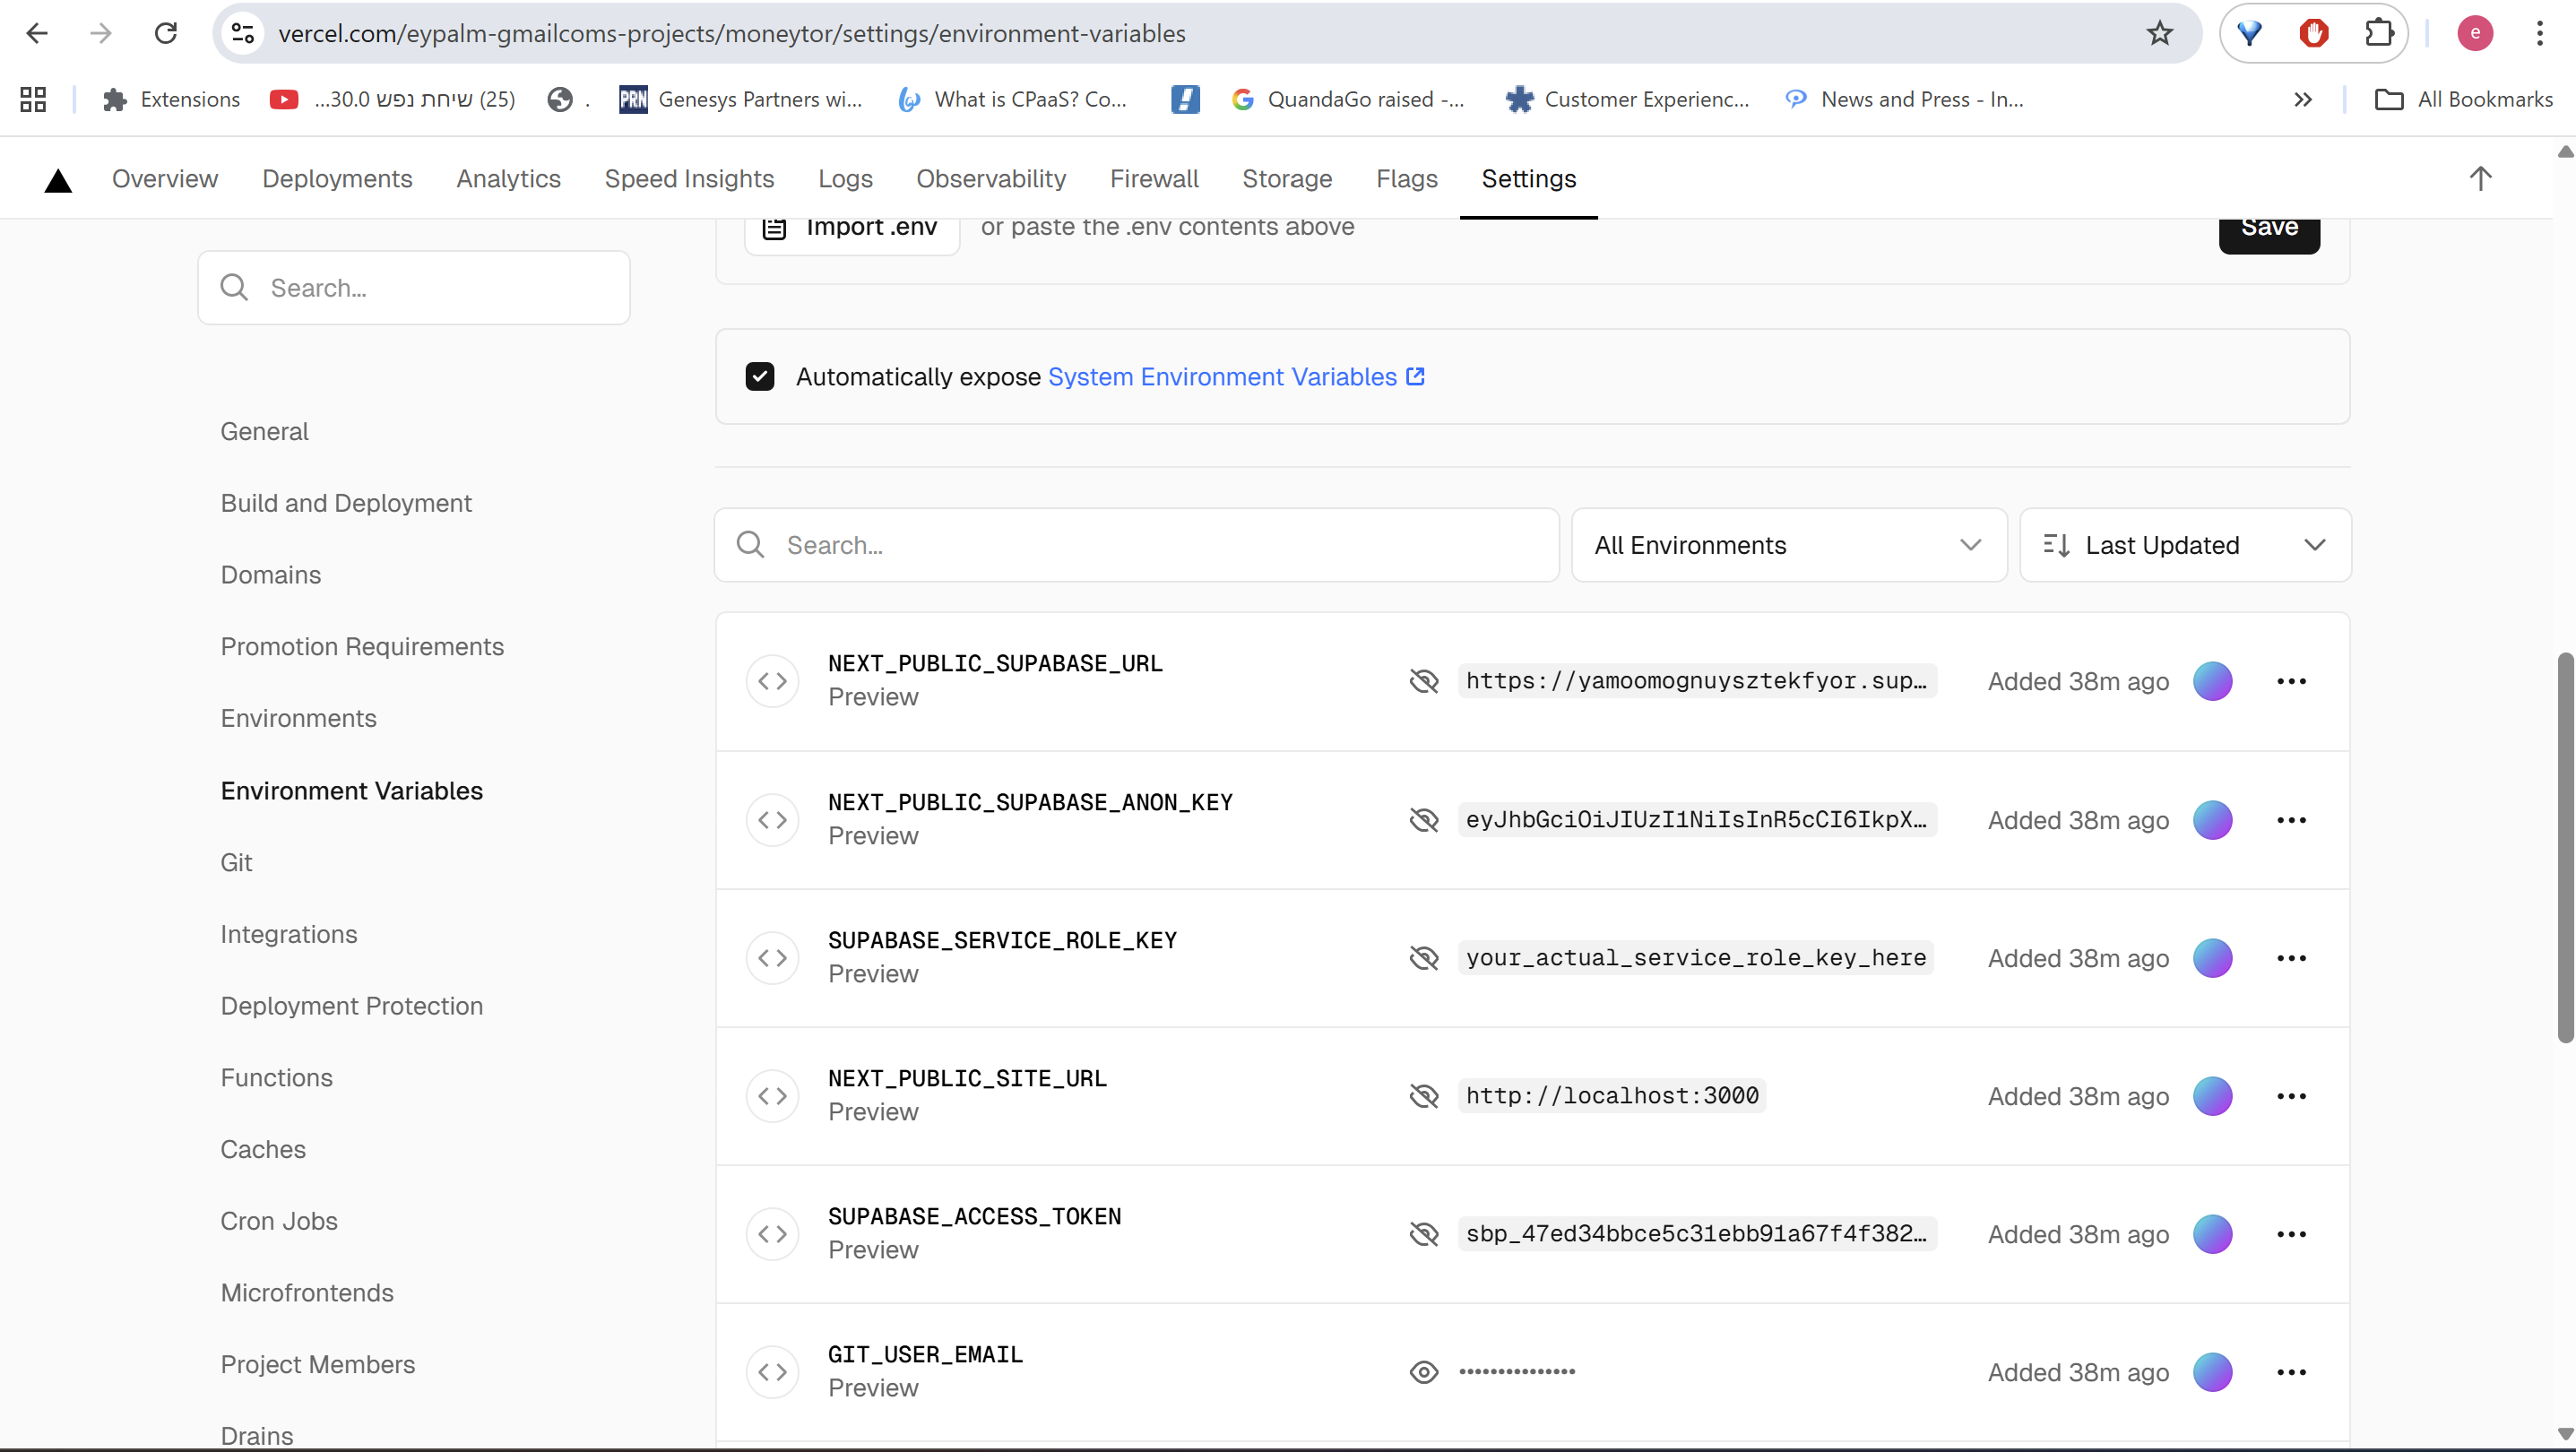 vercel.com/eypalm-gmailcoms-projects/moneytor/settings/environment-variables
e
Extensions
...30.0 שיחת נפש (25)
.
PRN
Genesys Partners wi...
What is CPaaS? Co...
QuandaGo raised -...
Customer Experienc...
News and Press - In...
All Bookmarks
Overview
Deployments
Analytics
Speed Insights
Logs
Observability
Firewall
Storage
Flags
Settings
Import .env
or paste the .env contents above
Save
Search...
Automatically expose System Environment Variables
General
Build and Deployment
Domains
Promotion Requirements
Environments
Environment Variables
Git
Integrations
Deployment Protection
Functions
Caches
Cron Jobs
Microfrontends
Project Members
Drains
Search...
All Environments
Last Updated
NEXT_PUBLIC_SUPABASE_URL
Preview
https://yamoomognuysztekfyor.sup…
Added 38m ago
NEXT_PUBLIC_SUPABASE_ANON_KEY
Preview
eyJhbGciOiJIUzI1NiIsInR5cCI6IkpX…
Added 38m ago
SUPABASE_SERVICE_ROLE_KEY
Preview
your_actual_service_role_key_here
Added 38m ago
NEXT_PUBLIC_SITE_URL
Preview
http://localhost:3000
Added 38m ago
SUPABASE_ACCESS_TOKEN
Preview
sbp_47ed34bbce5c31ebb91a67f4f382…
Added 38m ago
GIT_USER_EMAIL
Preview
•••••••••••••••
Added 38m ago